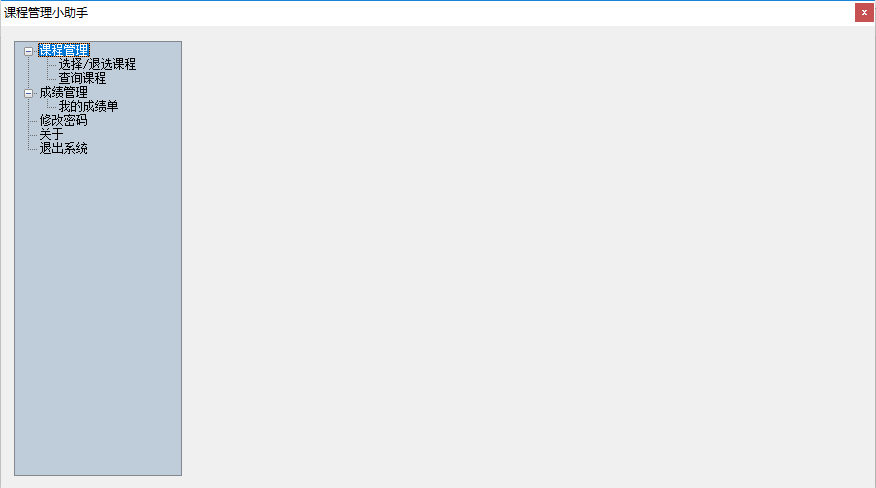 课程管理小助手
课程管理
选择/退选课程
查询课程
成绩管理
我的成绩单
修改密码
关于
退出系统